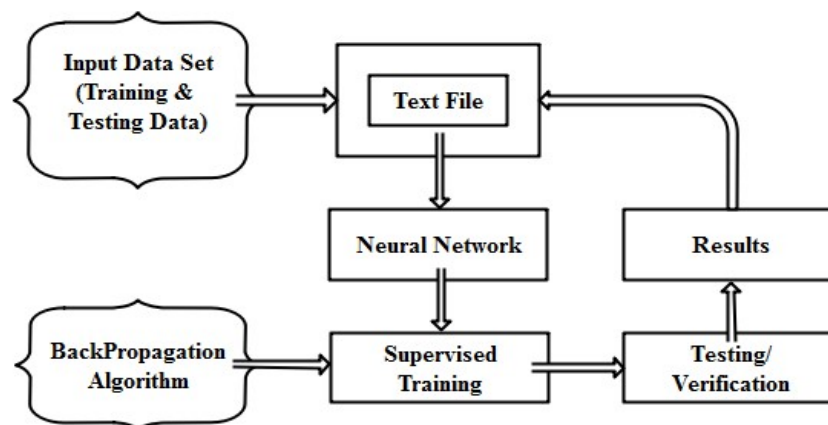 Input Data Set
(Training &
Testing Data)
Text File
Neural Network
Results
BackPropagation
Algorithm
Supervised
Training
Testing/
Verification